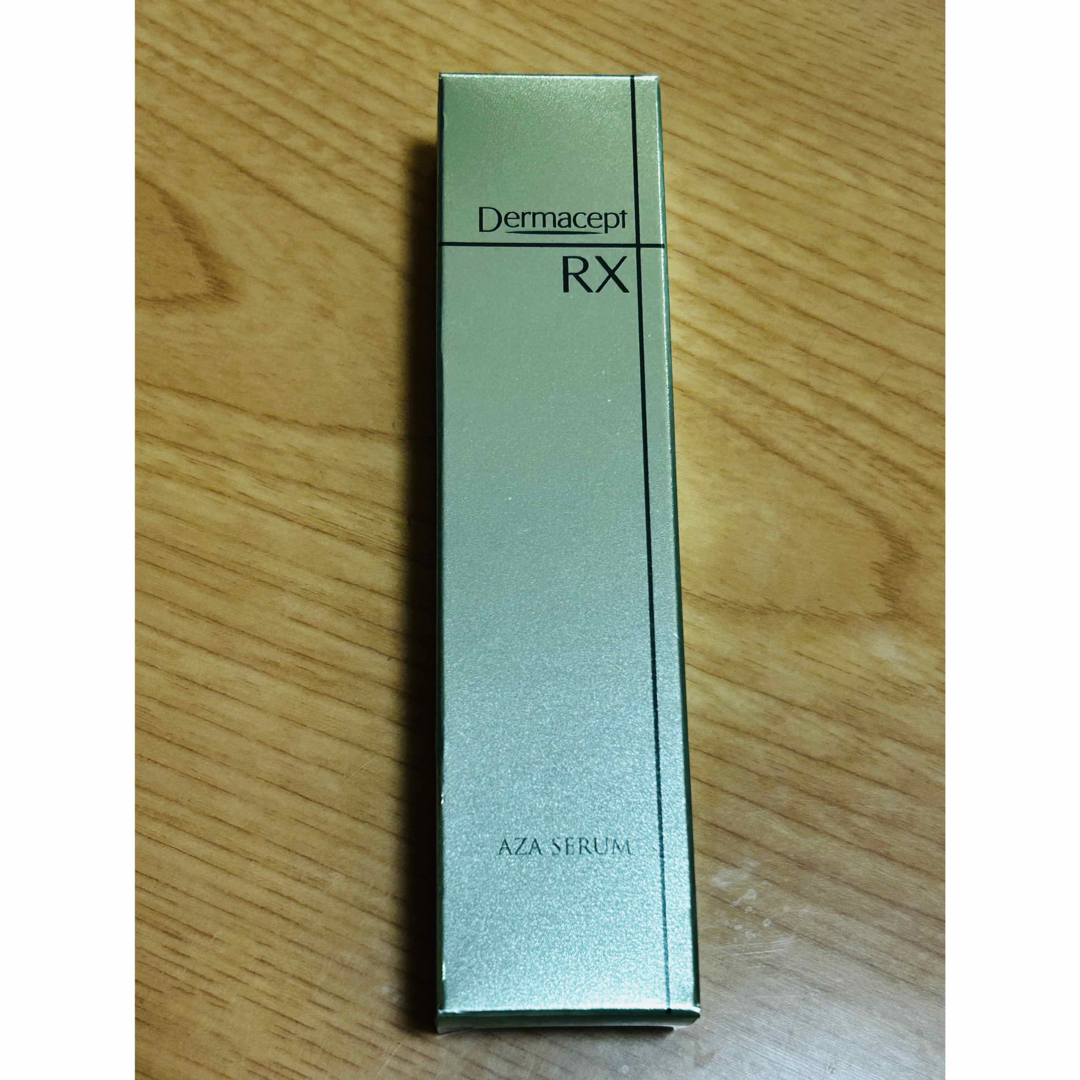 Dermacept
RX
AZA SERUM